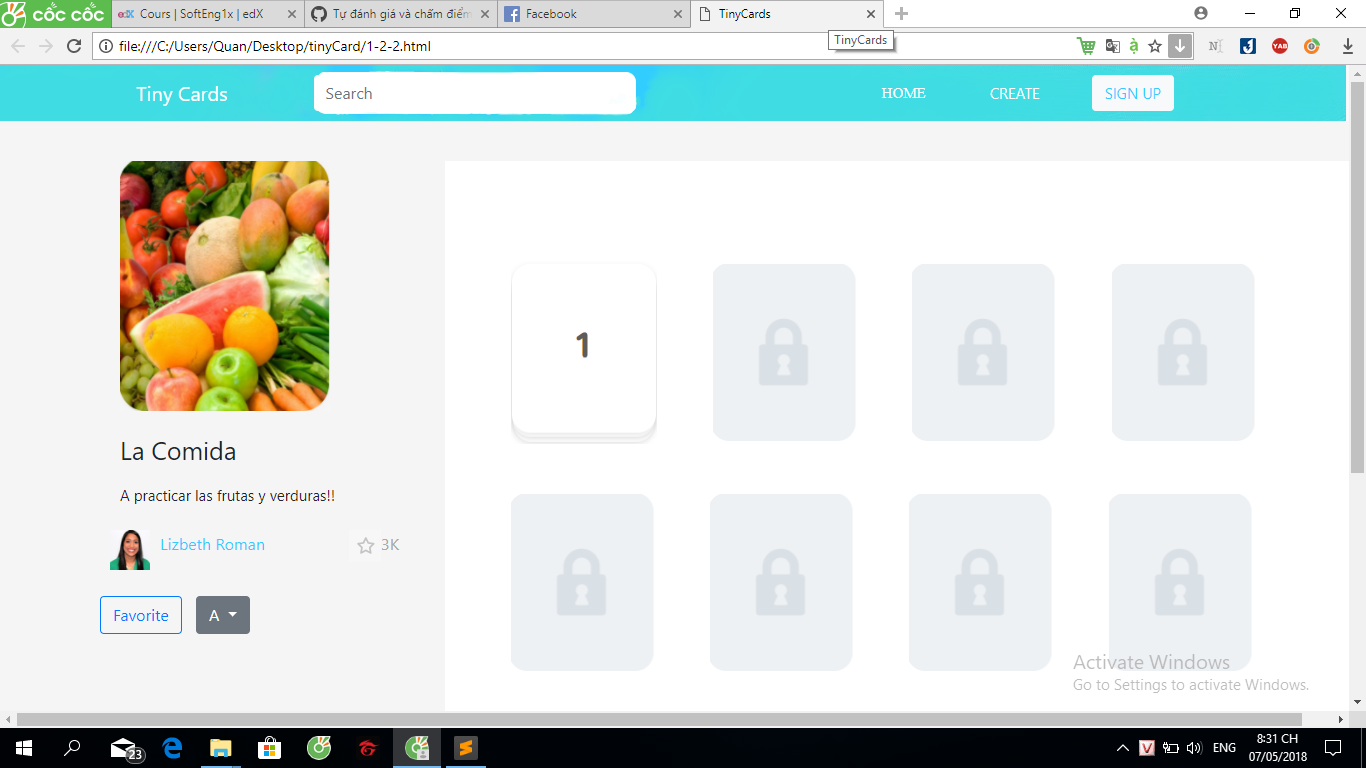 CỐC CỐC
Cours | SoftEng1x | edX
Tự đánh giá và chấm điểm
Facebook
TinyCards
file:///C:/Users/Quan/Desktop/tinyCard/1-2-2.html
TinyCards
YAB
Tiny Cards
Search
HOME
CREATE
SIGN UP
1
La Comida
A practicar las frutas y verduras!!
Lizbeth Roman
3K
Favorite
A
Activate Windows
Go to Settings to activate Windows.
23
ENG
8:31 CH
07/05/2018